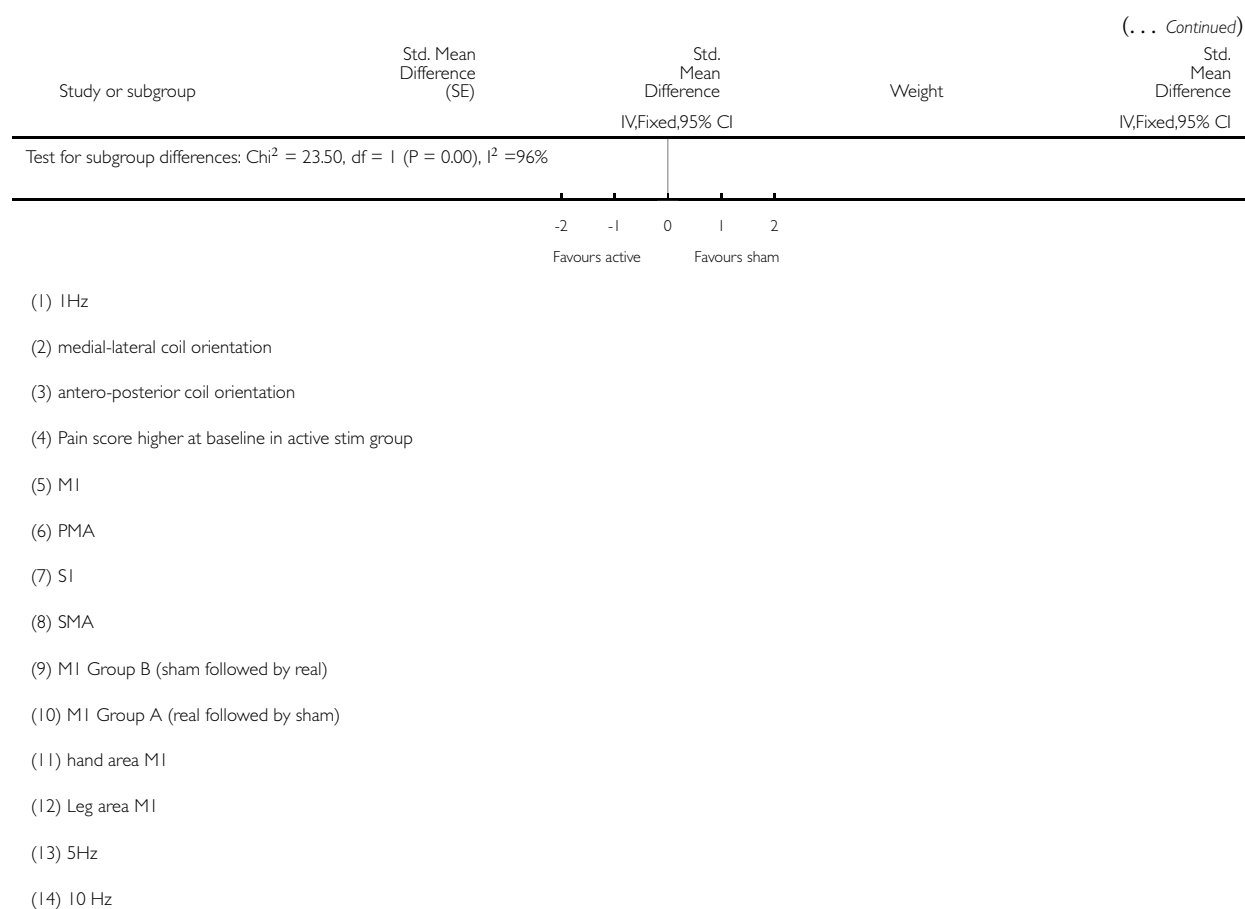 (... Continued)
Study or subgroup Std. Mean Difference (SE) Std. Mean Difference Weight Std. Mean Difference
IV,Fixed,95% CI IV,Fixed,95% CI
Test for subgroup differences: Chi² = 23.50, df = 1 (P = 0.00), I² =96%
-2 -1 0 1 2
Favours active Favours sham
(1) 1Hz
(2) medial-lateral coil orientation
(3) antero-posterior coil orientation
(4) Pain score higher at baseline in active stim group
(5) M1
(6) PMA
(7) S1
(8) SMA
(9) M1 Group B (sham followed by real)
(10) M1 Group A (real followed by sham)
(11) hand area M1
(12) Leg area M1
(13) 5Hz
(14) 10 Hz